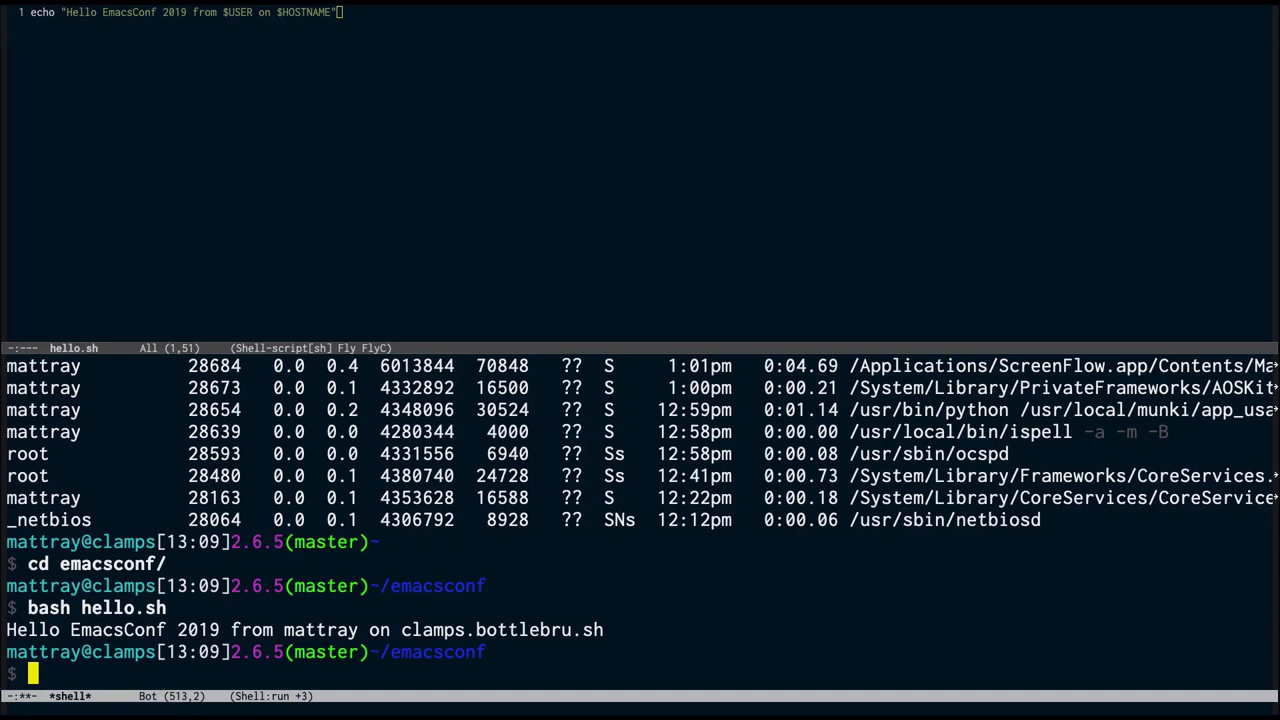 1 echo "Hello EmacsConf 2019 from $USER on $HOSTNAME"
-:--- hello.sh All (1,51) (Shell-script[sh] Fly FlyC)
mattray 28684 0.0 0.4 6013844 70848 ?? S 1:01pm 0:04.69 /Applications/ScreenFlow.app/Contents/Ma
mattray 28673 0.0 0.1 4332892 16500 ?? S 1:00pm 0:00.21 /System/Library/PrivateFrameworks/AOSKit
mattray 28654 0.0 0.2 4348096 30524 ?? S 12:59pm 0:01.14 /usr/bin/python /usr/local/munki/app_usa
mattray 28639 0.0 0.0 4280344 4000 ?? S 12:58pm 0:00.00 /usr/local/bin/ispell -a -m -B
root 28593 0.0 0.0 4331556 6940 ?? Ss 12:58pm 0:00.08 /usr/sbin/ocspd
root 28480 0.0 0.1 4380740 24728 ?? Ss 12:41pm 0:00.73 /System/Library/Frameworks/CoreServices.
mattray 28163 0.0 0.1 4353628 16588 ?? S 12:22pm 0:00.18 /System/Library/CoreServices/CoreService
_netbios 28064 0.0 0.1 4306792 8928 ?? SNs 12:12pm 0:00.06 /usr/sbin/netbiosd
mattray@clamps[13:09]2.6.5(master)~
$ cd emacsconf/
mattray@clamps[13:09]2.6.5(master)~/emacsconf
$ bash hello.sh
Hello EmacsConf 2019 from mattray on clamps.bottlebru.sh
mattray@clamps[13:09]2.6.5(master)~/emacsconf
$
-:**- *shell* Bot (513,2) (Shell:run +3)